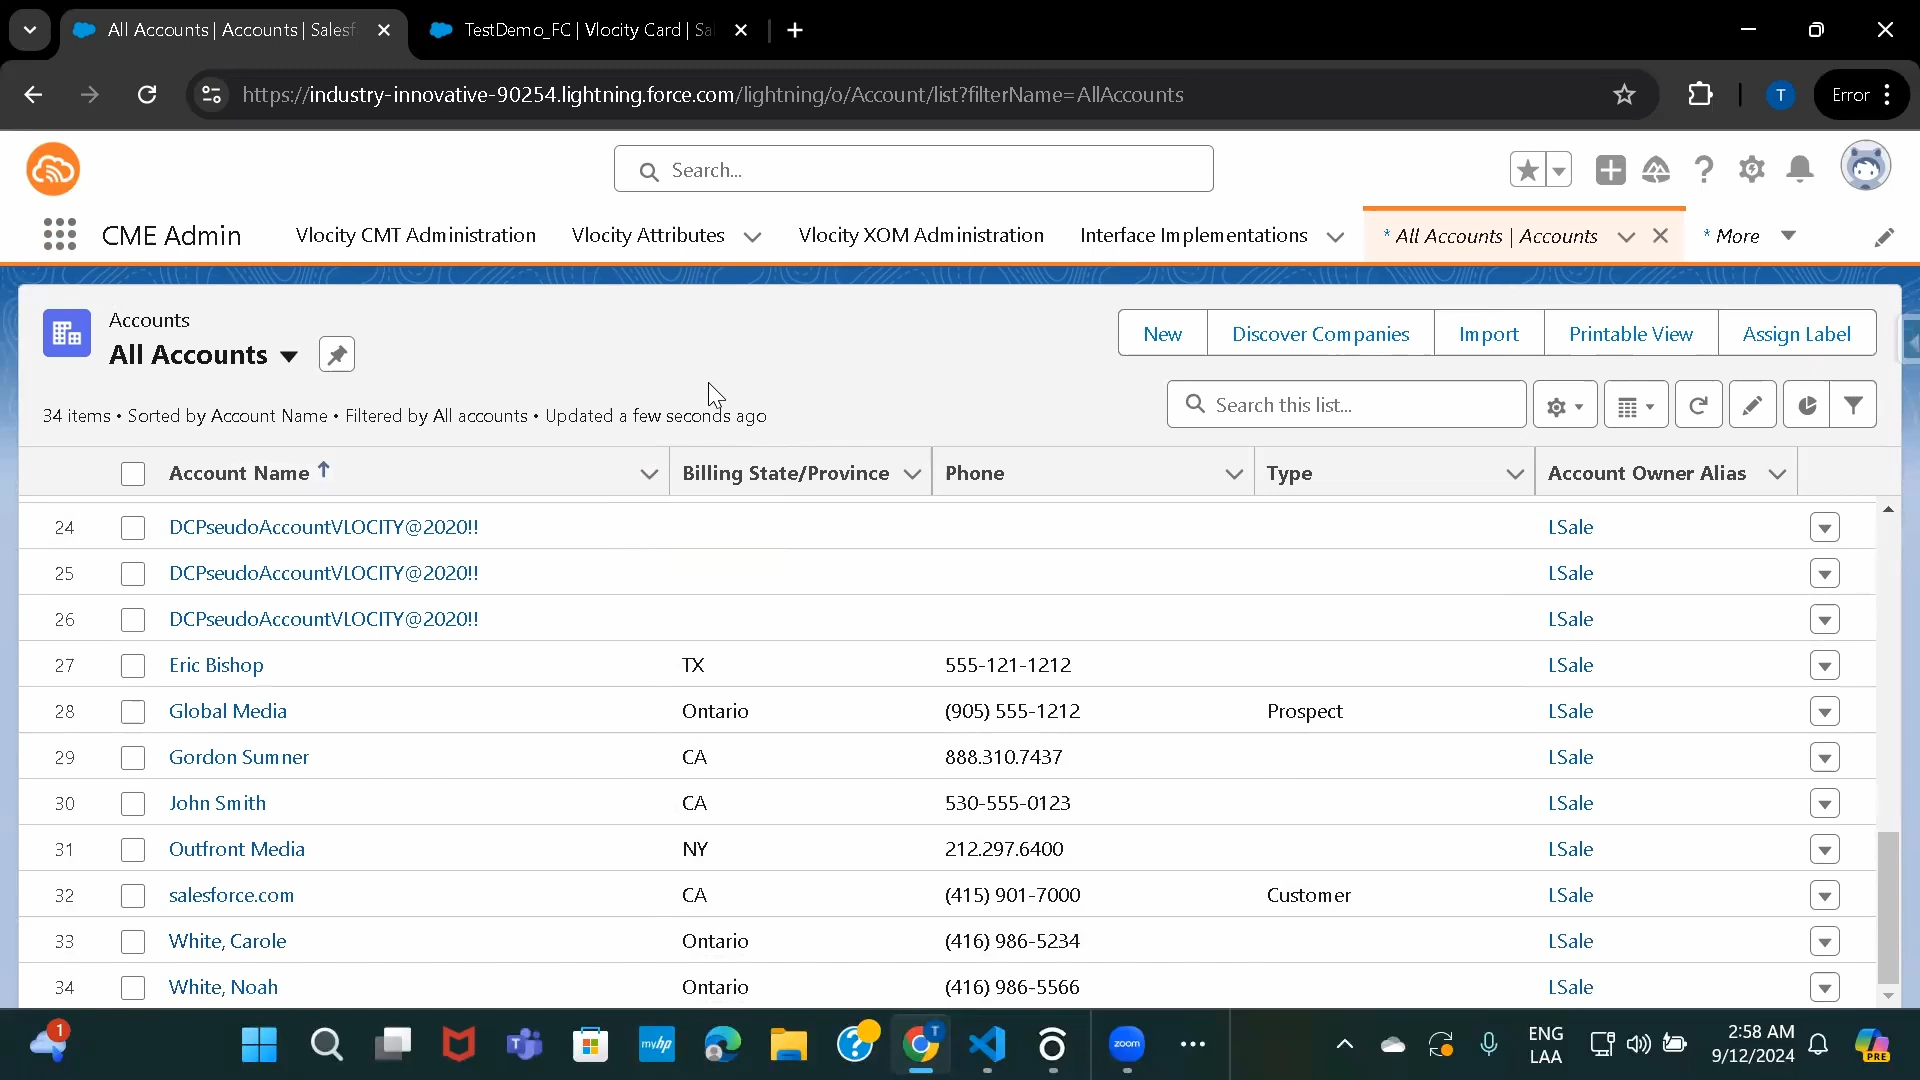 All Accounts | Accounts | Salesf
TestDemo_FC | Vlocity Card | Sa
https://industry-innovative-90254.lightning.force.com/lightning/o/Account/list?filterName=AllAccounts
T
Error
Search...
CME Admin
Vlocity CMT Administration
Vlocity Attributes
Vlocity XOM Administration
Interface Implementations
* All Accounts | Accounts
* More
Accounts
All Accounts
New
Discover Companies
Import
Printable View
Assign Label
34 items • Sorted by Account Name • Filtered by All accounts • Updated a few seconds ago
Search this list...
Account Name Billing State/Province Phone Type Account Owner Alias
24 DCPseudoAccountVLOCITY@2020!! LSale
25 DCPseudoAccountVLOCITY@2020!! LSale
26 DCPseudoAccountVLOCITY@2020!! LSale
27 Eric Bishop TX 555-121-1212 LSale
28 Global Media Ontario (905) 555-1212 Prospect LSale
29 Gordon Sumner CA 888.310.7437 LSale
30 John Smith CA 530-555-0123 LSale
31 Outfront Media NY 212.297.6400 LSale
32 salesforce.com CA (415) 901-7000 Customer LSale
33 White, Carole Ontario (416) 986-5234 LSale
34 White, Noah Ontario (416) 986-5566 LSale
1
myhp
T
zoom
ENG
LAA
2:58 AM
9/12/2024
PRE